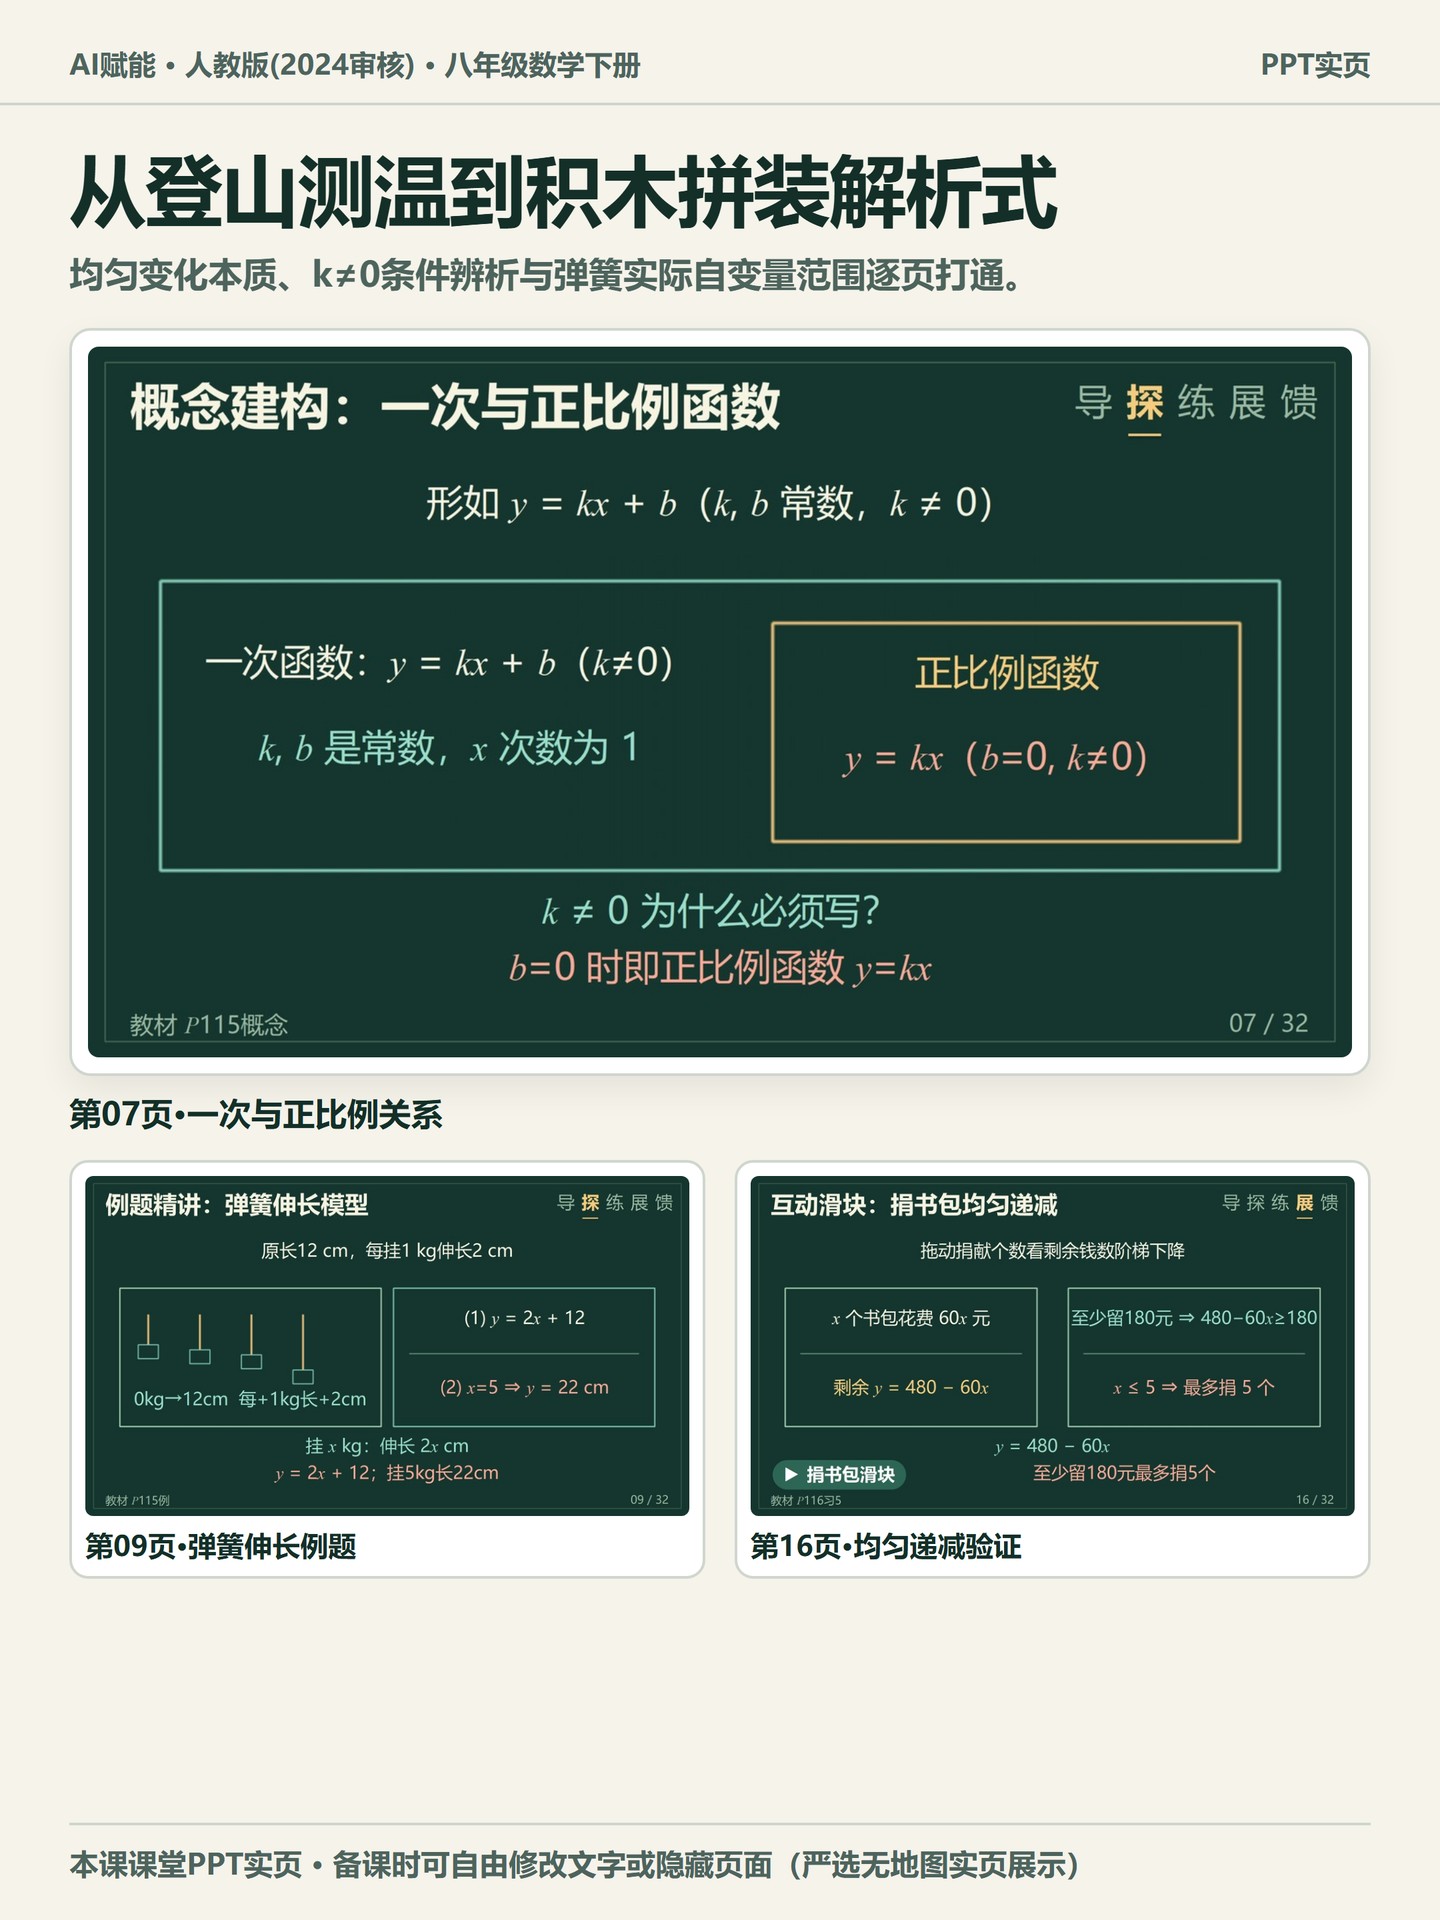 AI赋能 • 人教版(2024审核) • 八年级数学下册
PPT实页
从登山测温到积木拼装解析式
均匀变化本质、k≠0条件辨析与弹簧实际自变量范围逐页打通。
概念建构：一次与正比例函数
导 探 练 展 馈
形如 y = kx + b（k, b 常数，k ≠ 0）
一次函数：y = kx + b（k≠0）
k, b 是常数，x 次数为 1
正比例函数
y = kx（b=0, k≠0）
k ≠ 0 为什么必须写？
b=0 时即正比例函数 y=kx
教材 P115概念
07 / 32
第07页•一次与正比例关系
例题精讲：弹簧伸长模型
导 探 练 展 馈
原长12 cm，每挂1 kg伸长2 cm
0kg→12cm 每+1kg长+2cm
(1) y = 2x + 12
(2) x=5 ⇒ y = 22 cm
挂 x kg：伸长 2x cm
y = 2x + 12；挂5kg长22cm
教材 P115例
09 / 32
第09页•弹簧伸长例题
互动滑块：捐书包均匀递减
导 探 练 展 馈
拖动捐献个数看剩余钱数阶梯下降
x 个书包花费 60x 元
剩余 y = 480 − 60x
至少留180元 ⇒ 480−60x≥180
x ≤ 5 ⇒ 最多捐 5 个
y = 480 − 60x
▶ 捐书包滑块
至少留180元最多捐5个
教材 P116习5
16 / 32
第16页•均匀递减验证
本课课堂PPT实页 • 备课时可自由修改文字或隐藏页面（严选无地图实页展示）